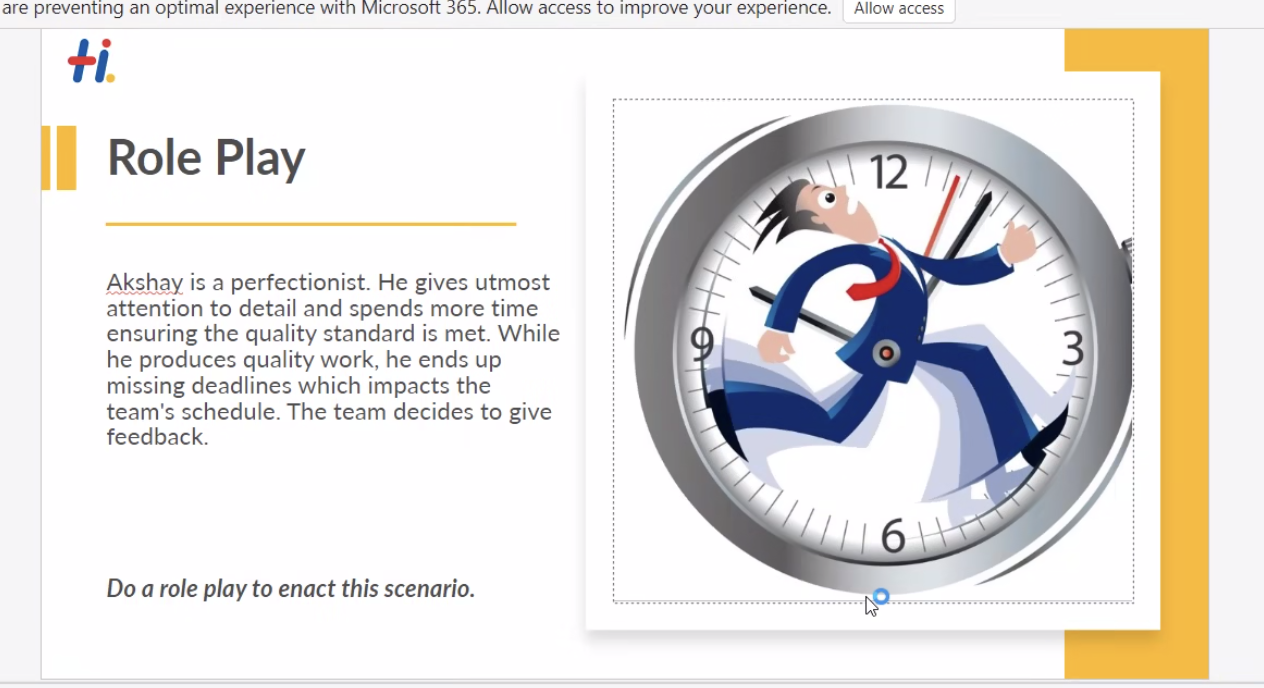 are preventing an optimal experience with Microsoft 365. Allow access to improve your experience. Allow access
Hi.
Role Play
Akshay is a perfectionist. He gives utmost
attention to detail and spends more time
ensuring the quality standard is met. While
he produces quality work, he ends up
missing deadlines which impacts the
team's schedule. The team decides to give
feedback.
Do a role play to enact this scenario.
12
9
3
6